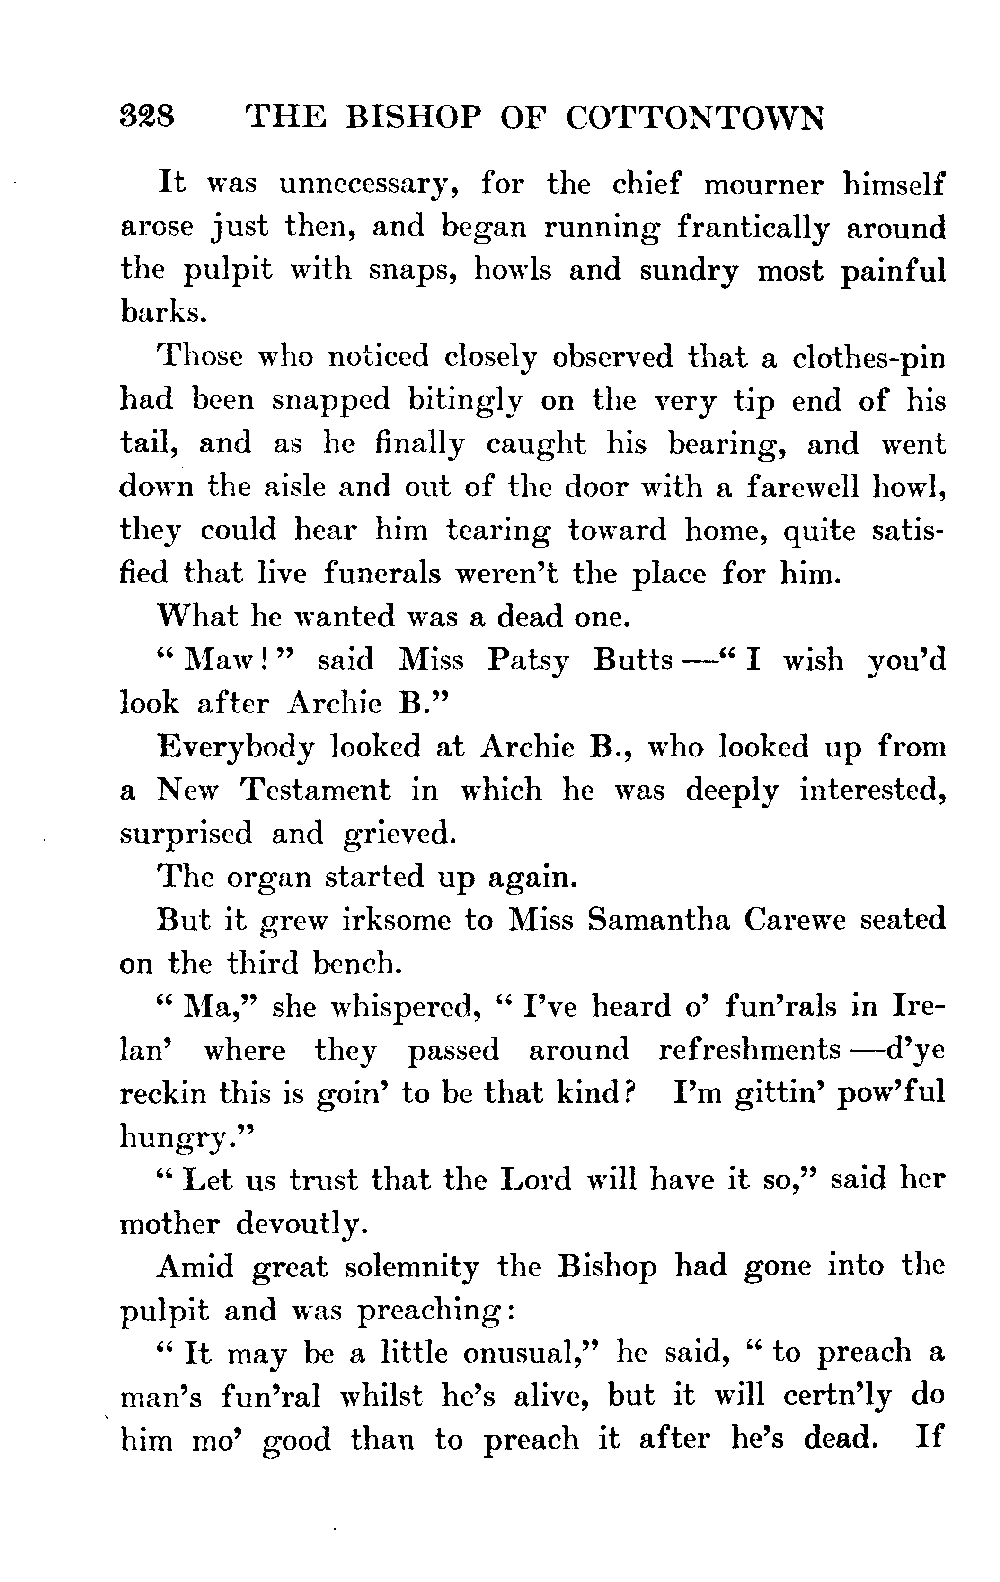 328 THE BISHOP OF COTTONTOWN
It was unnecessary, for the chief mourner himself
arose just then, and began running frantically around
the pulpit with snaps, howls and sundry most painful
barks.
Those who noticed closely observed that a clothes-pin
had been snapped bitingly on the very tip end of his
tail, and as he finally caught his bearing, and went
down the aisle and out of the door with a farewell howl,
they could hear him tearing toward home, quite satis-
fied that live funerals weren't the place for him.
What he wanted was a dead one.
“ Maw! ” said Miss Patsy Butts —“ I wish you'd
look after Archie B.”
Everybody looked at Archie B., who looked up from
a New Testament in which he was deeply interested,
surprised and grieved.
The organ started up again.
But it grew irksome to Miss Samantha Carewe seated
on the third bench.
“ Ma,” she whispered, “ I've heard o' fun'rals in Ire-
lan' where they passed around refreshments —d'ye
reckin this is goin' to be that kind? I'm gittin' pow'ful
hungry.”
“ Let us trust that the Lord will have it so,” said her
mother devoutly.
Amid great solemnity the Bishop had gone into the
pulpit and was preaching:
“ It may be a little onusual,” he said, “ to preach a
man's fun'ral whilst he's alive, but it will certn'ly do
him mo' good than to preach it after he's dead. If